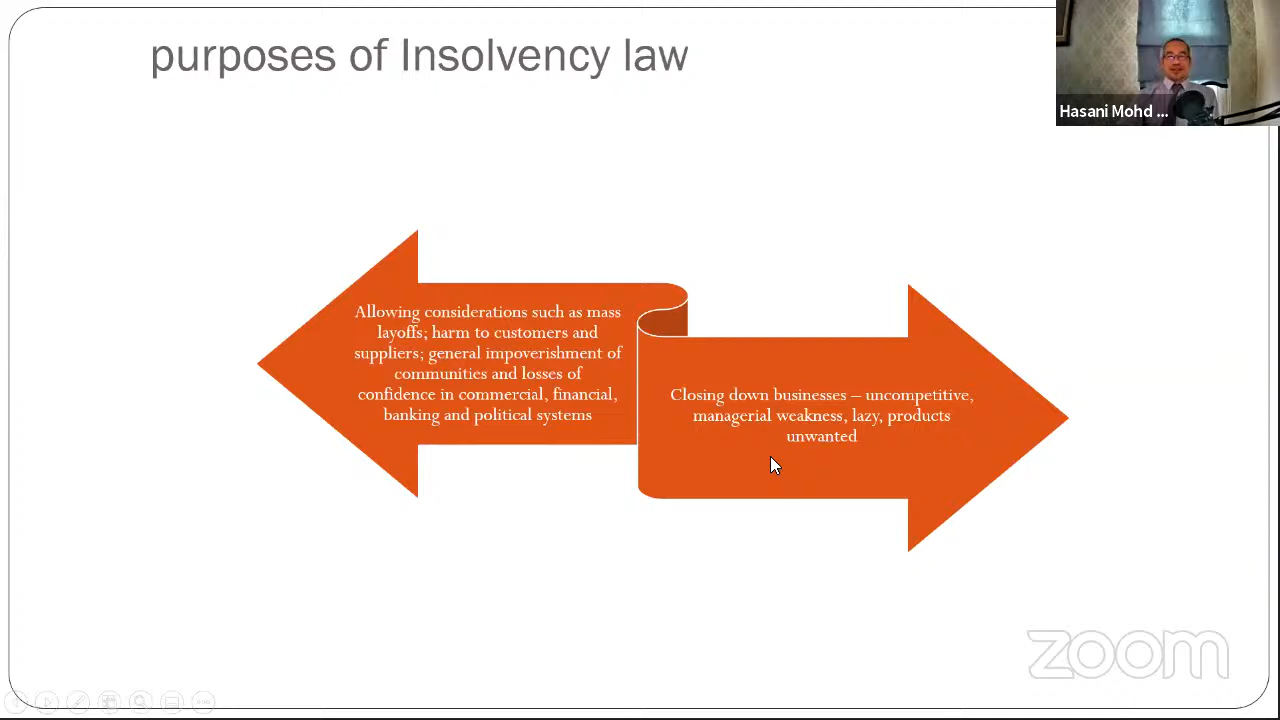 purposes of Insolvency law
Hasani Mohd ...
Allowing considerations such as mass
layoffs; harm to customers and
suppliers; general impoverishment of
communities and losses of
confidence in commercial, financial,
banking and political systems
Closing down businesses – uncompetitive,
managerial weakness, lazy, products
unwanted
zoom